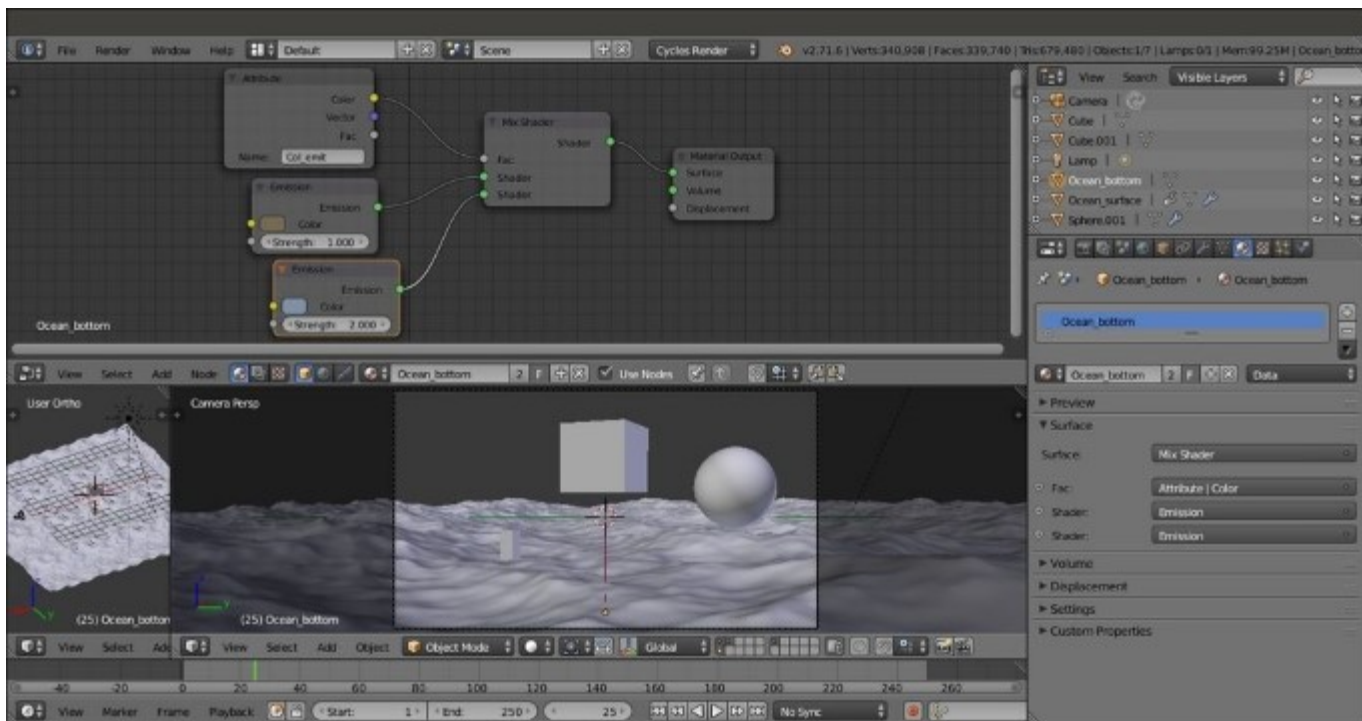 File Render Window Help Default Scene Cycles Render v2.71.6 | Verts:340,908 | Faces:339,740 | Tris:679,480 | Objects:1/7 | Lamps:0/1 | Mem:99.25M | Ocean_botto
Attribute
Color
Vector
Fac
Name: Col_emit
Emission
Emission
Color
Strength: 1.000
Emission
Emission
Color
Strength: 2.000
Mix Shader
Shader
Fac
Shader
Shader
Material Output
Surface
Volume
Displacement
Ocean_bottom
View Select Add Node Ocean_bottom 2 F Use Nodes
User Ortho
(25) Ocean_bottom
Camera Persp
(25) Ocean_bottom
View Select Add
View Select Add Object Object Mode Global
-40 -20 0 20 40 60 80 100 120 140 160 180 200 220 240 260
View Marker Frame Playback Start: 1 End: 250 25 No Sync
View Search Visible Layers
Camera
Cube
Cube.001
Lamp
Ocean_bottom
Ocean_surface
Sphere.001
Ocean_bottom Ocean_bottom
Ocean_bottom
Ocean_bottom 2 F Data
Preview
Surface
Surface: Mix Shader
Fac: Attribute | Color
Shader: Emission
Shader: Emission
Volume
Displacement
Settings
Custom Properties